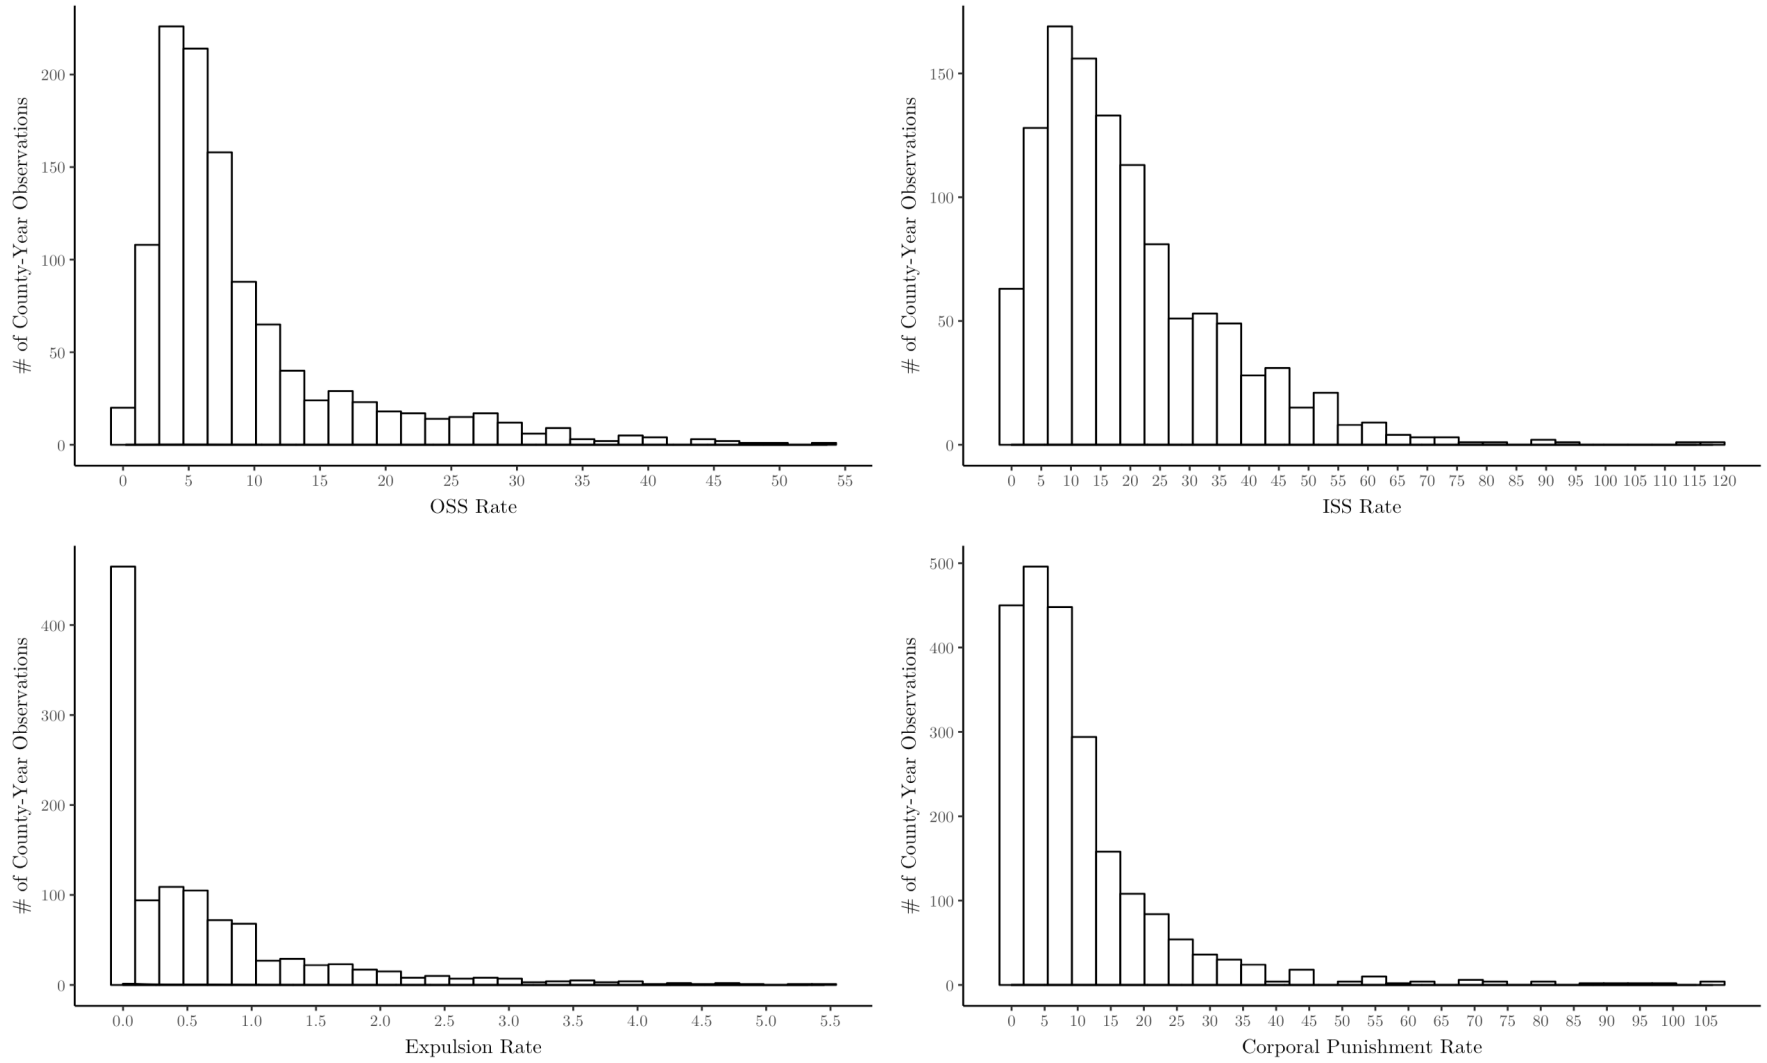 # of County-Year Observations
200
150
100
50
0
0 5 10 15 20 25 30 35 40 45 50 55
OSS Rate
# of County-Year Observations
150
100
50
0
0 5 10 15 20 25 30 35 40 45 50 55 60 65 70 75 80 85 90 95 100 105 110 115 120
ISS Rate
# of County-Year Observations
400
300
200
100
0
0.0 0.5 1.0 1.5 2.0 2.5 3.0 3.5 4.0 4.5 5.0 5.5
Expulsion Rate
# of County-Year Observations
500
400
300
200
100
0
0 5 10 15 20 25 30 35 40 45 50 55 60 65 70 75 80 85 90 95 100 105
Corporal Punishment Rate